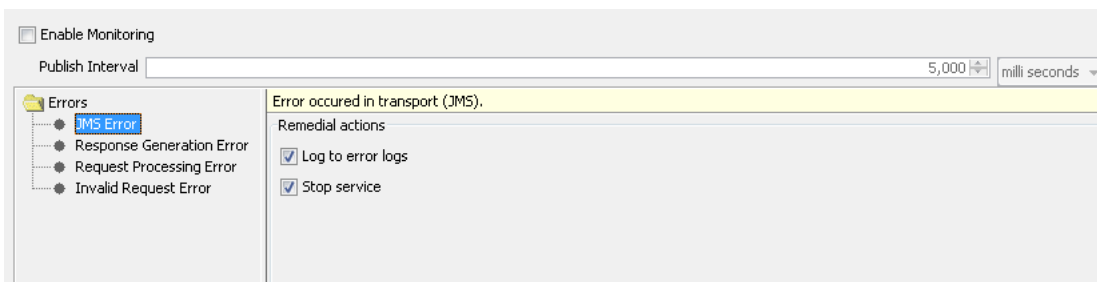 Enable Monitoring
Publish Interval 5,000 milli seconds
Errors
JMS Error
Response Generation Error
Request Processing Error
Invalid Request Error
Error occured in transport (JMS).
Remedial actions
Log to error logs
Stop service